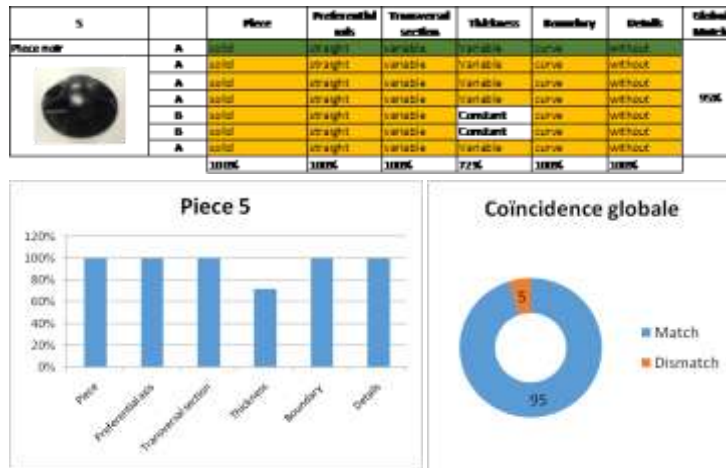 5 Piece Preferential axis Transversal section Thickness Boundary Details Global Match
Piece noir A solid straight variable Variable curve without
A solid straight variable Variable curve without
A solid straight variable Variable curve without
A solid straight variable Variable curve without 95%
B solid straight variable Constant curve without
B solid straight variable Constant curve without
A solid straight variable Variable curve without
100% 100% 100% 72% 100% 100%
Piece 5
120%
100%
80%
60%
40%
20%
0%
Piece
Preferential axis
Transversal section
Thickness
Boundary
Details
Coïncidence globale
5
95
Match
Dismatch